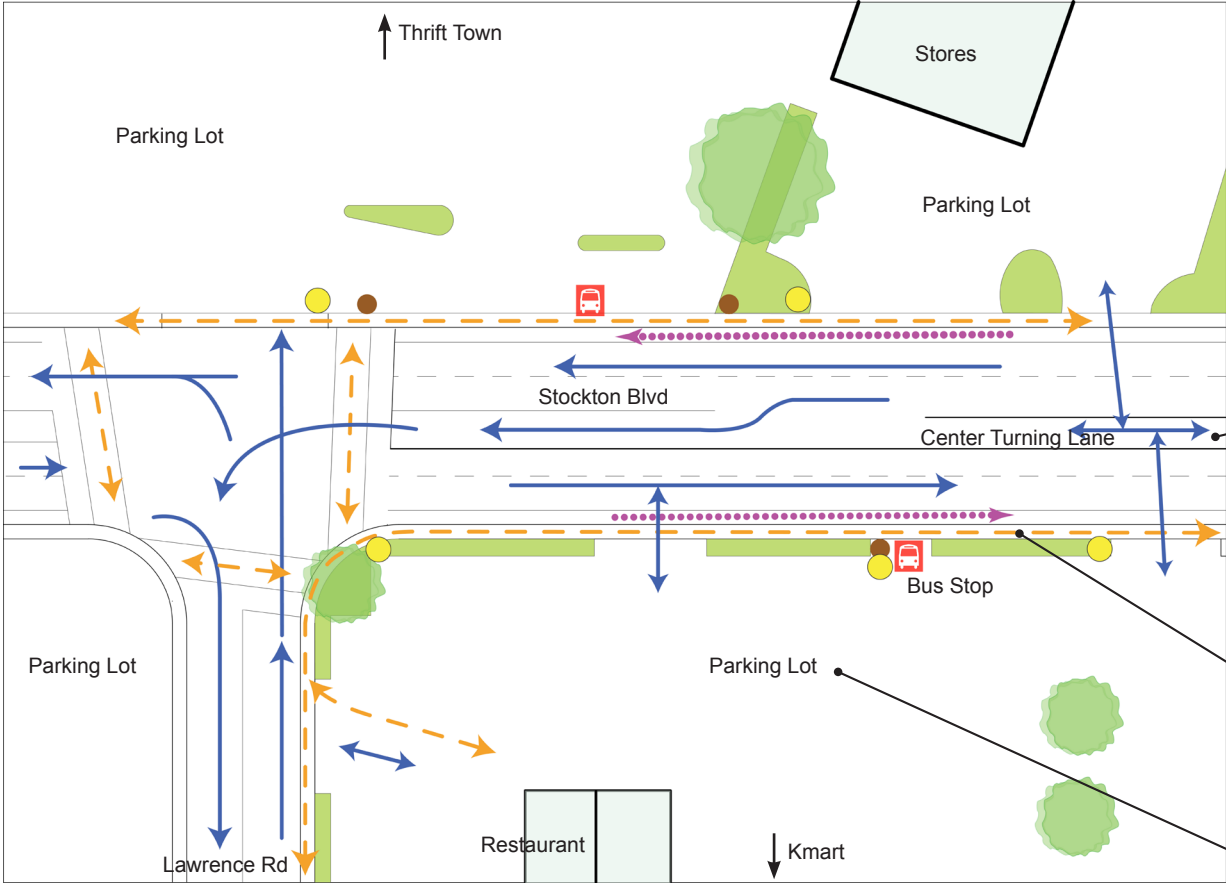 Thrift Town
Stores
Parking Lot
Parking Lot
Stockton Blvd
Center Turning Lane
Bus Stop
Parking Lot
Parking Lot
Restaurant
Kmart
Lawrence Rd